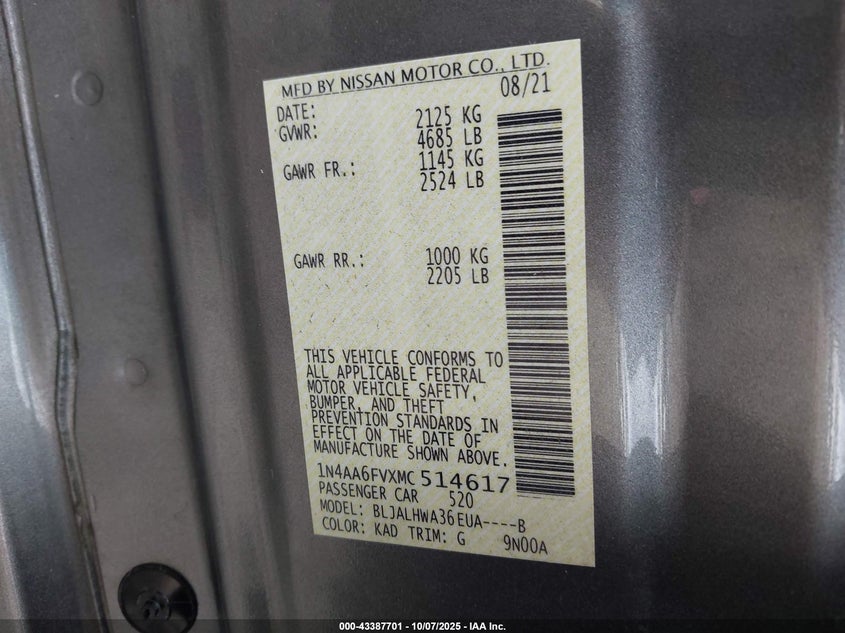 MFD BY NISSAN MOTOR CO., LTD.
DATE: 08/21
GVWR: 2125 KG
4685 LB
GAWR FR.: 1145 KG
2524 LB
GAWR RR.: 1000 KG
2205 LB
THIS VEHICLE CONFORMS TO
ALL APPLICABLE FEDERAL
MOTOR VEHICLE SAFETY,
BUMPER, AND THEFT
PREVENTION STANDARDS IN
EFFECT ON THE DATE OF
MANUFACTURE SHOWN ABOVE.
1N4AA6FVXMC514617
PASSENGER CAR 520
MODEL: BLJALHWA36EUA----B
COLOR: KAD TRIM: G 9N00A
000-43387701 - 10/07/2025 - IAA Inc.